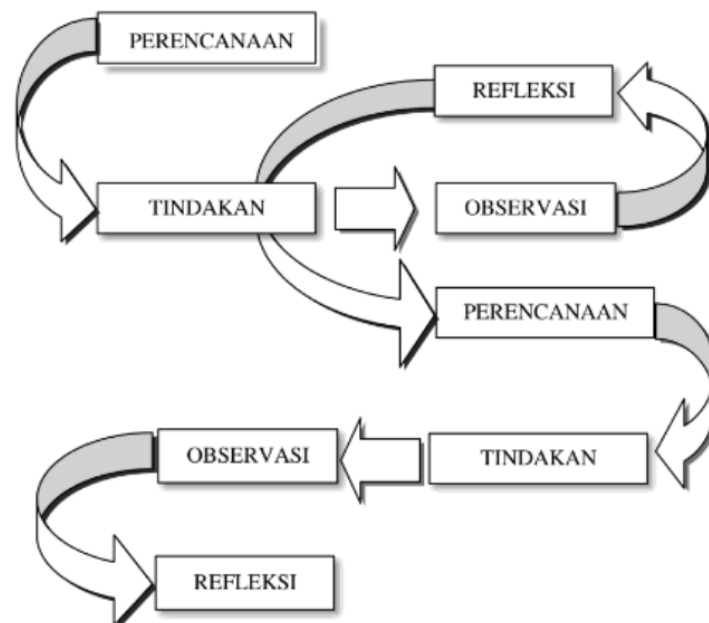 PERENCANAAN
REFLEKSI
TINDAKAN
OBSERVASI
PERENCANAAN
OBSERVASI
TINDAKAN
REFLEKSI